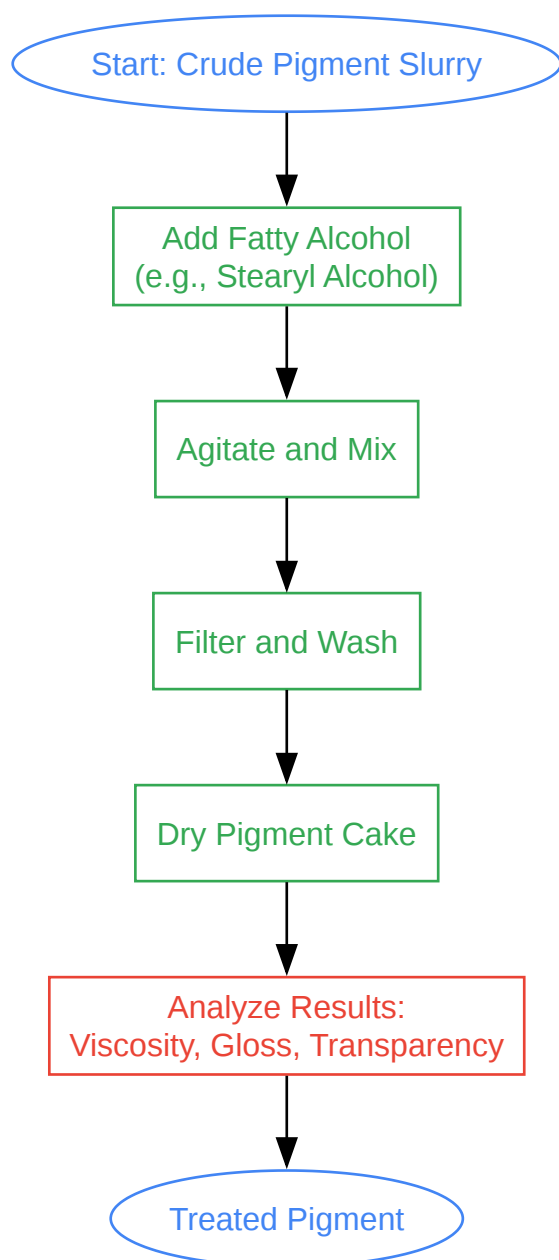 Start: Crude Pigment Slurry
Add Fatty Alcohol
(e.g., Stearyl Alcohol)
Agitate and Mix
Filter and Wash
Dry Pigment Cake
Analyze Results:
Viscosity, Gloss, Transparency
Treated Pigment